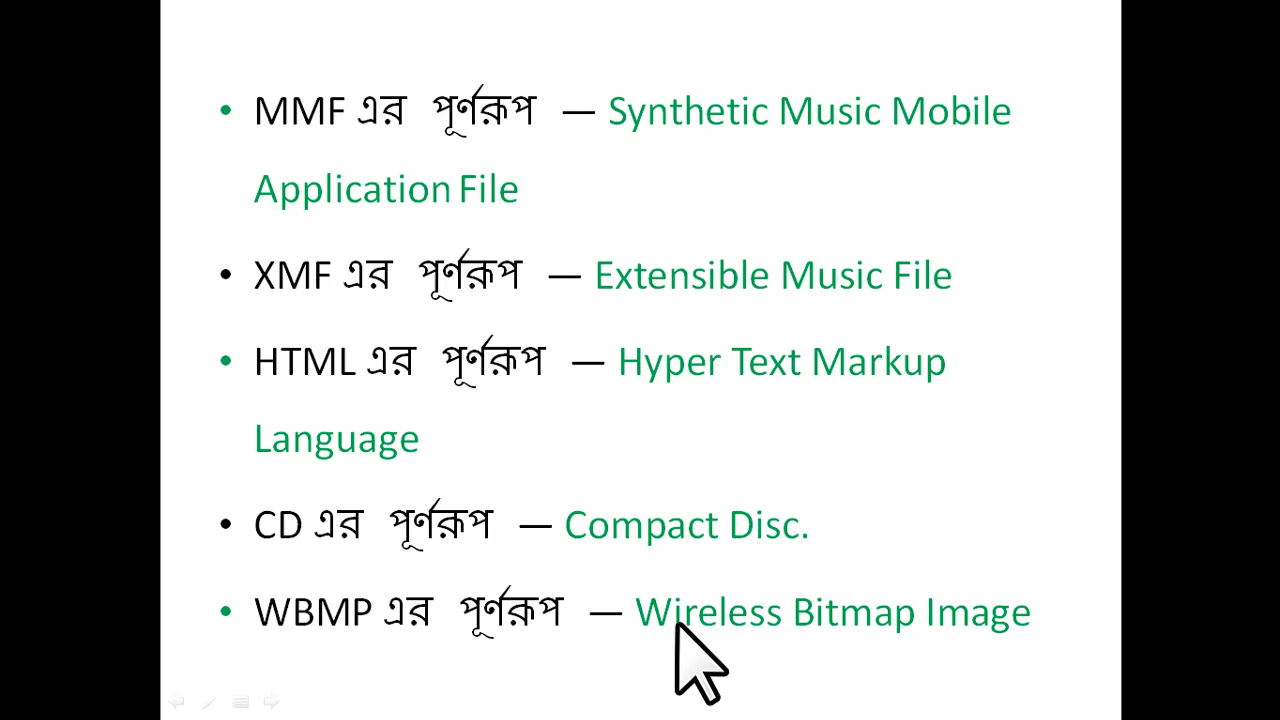 • MMF এর পূর্ণরূপ — Synthetic Music Mobile
Application File
• XMF এর পূর্ণরূপ — Extensible Music File
• HTML এর পূর্ণরূপ — Hyper Text Markup
Language
• CD এর পূর্ণরূপ — Compact Disc.
• WBMP এর পূর্ণরূপ — Wireless Bitmap Image